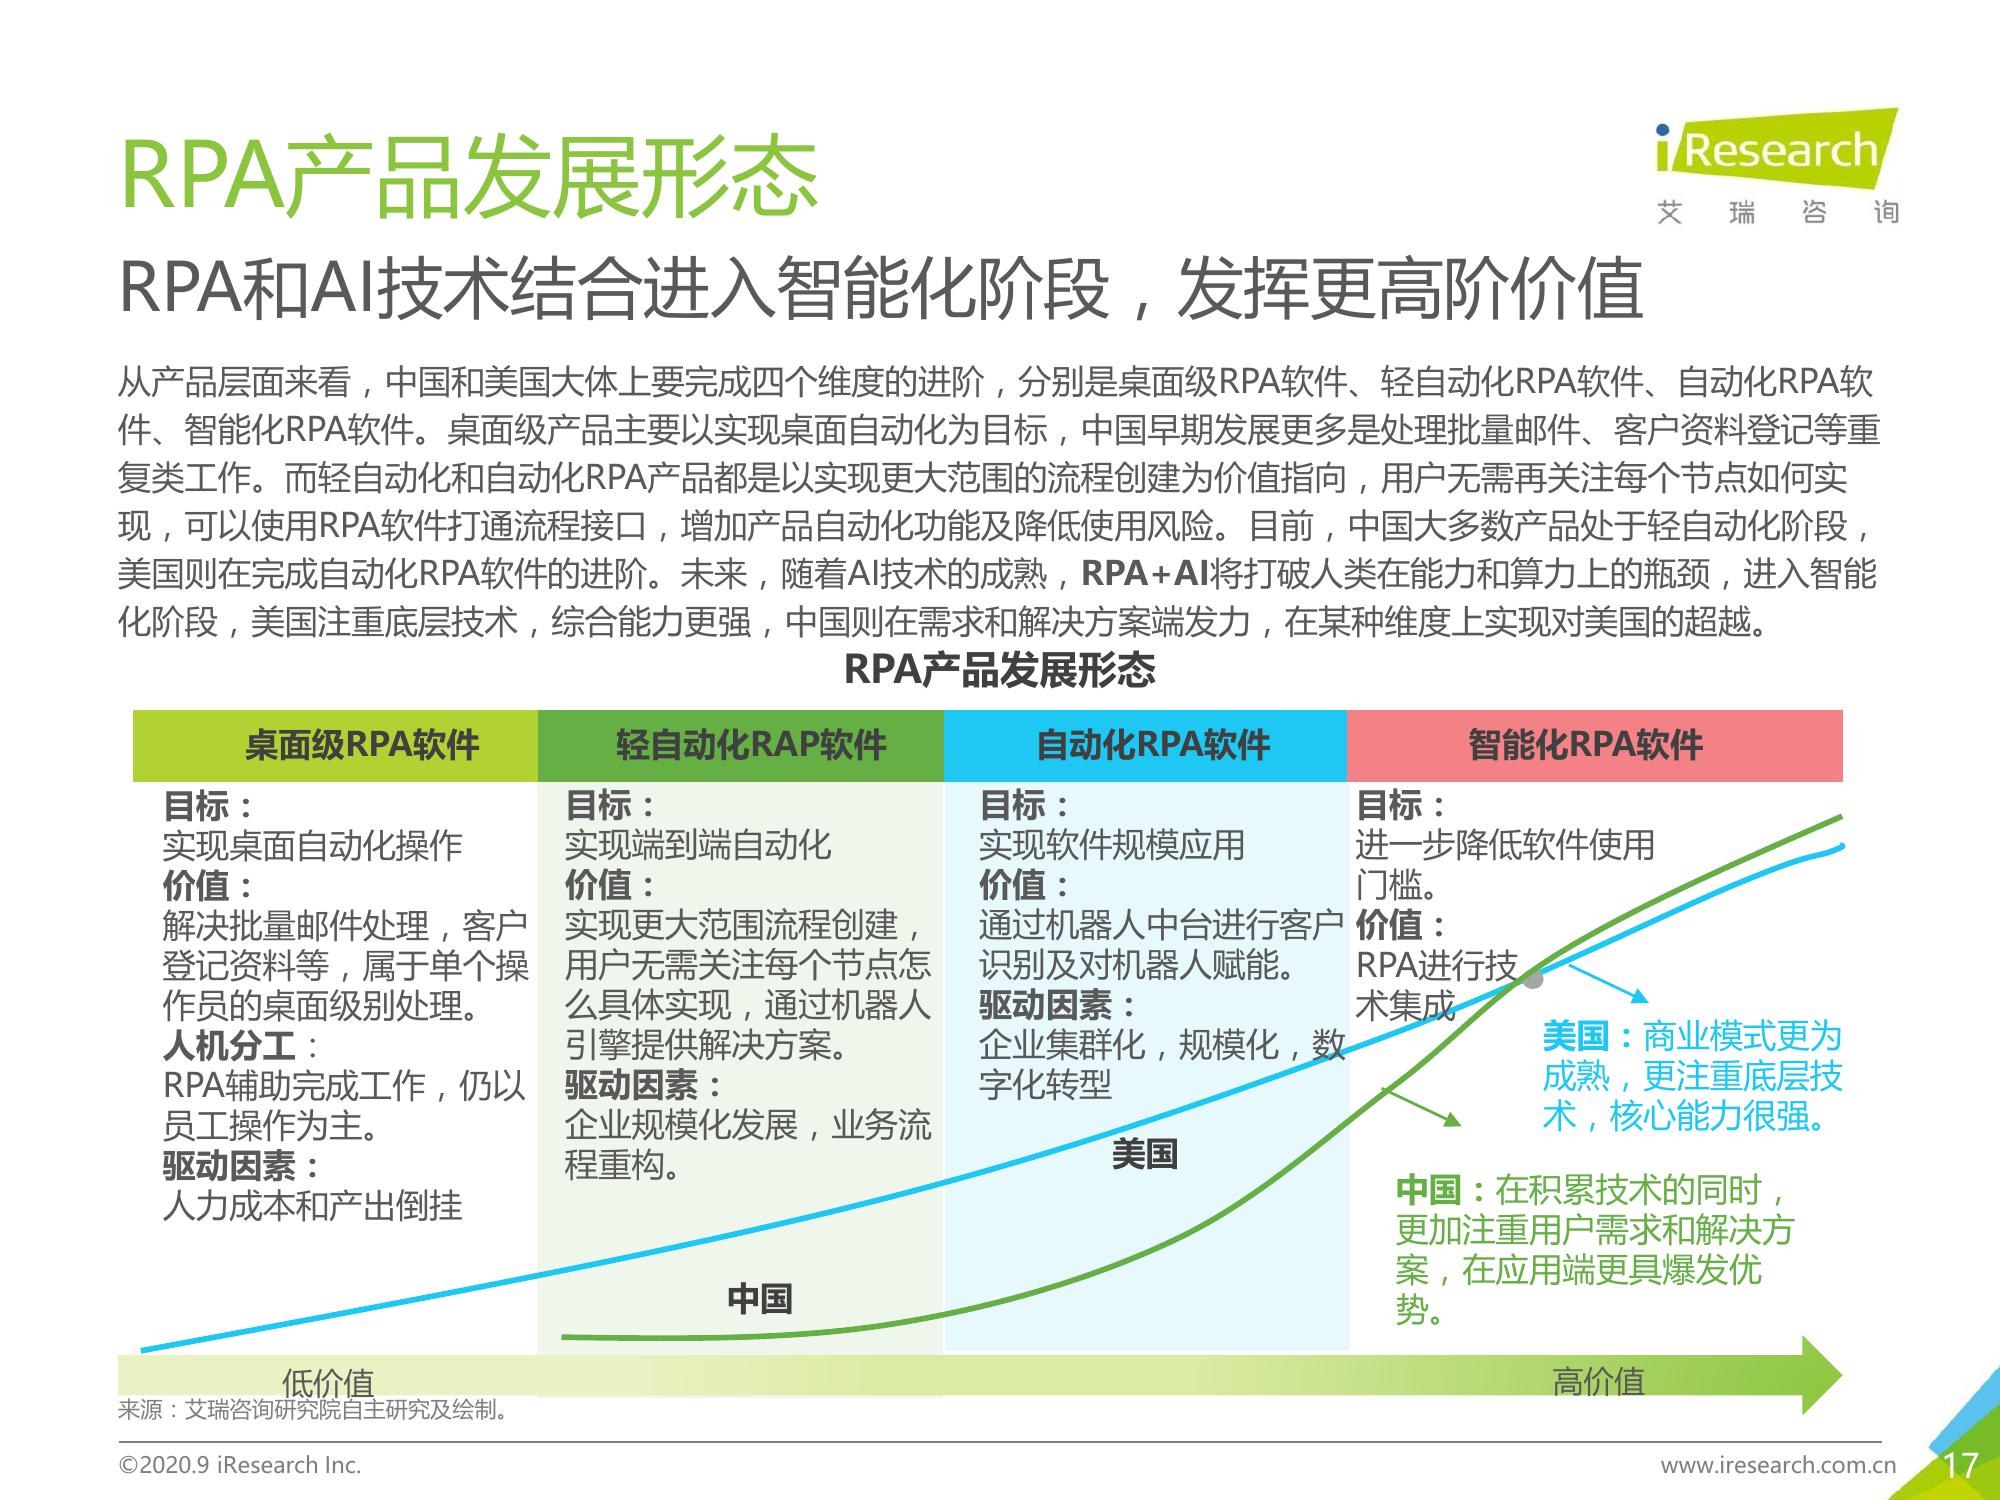 RPA产品发展形态
iResearch
艾瑞咨询
RPA和AI技术结合进入智能化阶段，发挥更高阶价值
从产品层面来看，中国和美国大体上要完成四个维度的进阶，分别是桌面级RPA软件、轻自动化RPA软件、自动化RPA软
件、智能化RPA软件。桌面级产品主要以实现桌面自动化为目标，中国早期发展更多是处理批量邮件、客户资料登记等重
复类工作。而轻自动化和自动化RPA产品都是以实现更大范围的流程创建为价值指向，用户无需再关注每个节点如何实
现，可以使用RPA软件打通流程接口，增加产品自动化功能及降低使用风险。目前，中国大多数产品处于轻自动化阶段，
美国则在完成自动化RPA软件的进阶。未来，随着AI技术的成熟，RPA+AI将打破人类在能力和算力上的瓶颈，进入智能
化阶段，美国注重底层技术，综合能力更强，中国则在需求和解决方案端发力，在某种维度上实现对美国的超越。
RPA产品发展形态
桌面级RPA软件
目标：
实现桌面自动化操作
价值：
解决批量邮件处理，客户
登记资料等，属于单个操
作员的桌面级别处理。
人机分工：
RPA辅助完成工作，仍以
员工操作为主。
驱动因素：
人力成本和产出倒挂
轻自动化RAP软件
目标：
实现端到端自动化
价值：
实现更大范围流程创建，
用户无需关注每个节点怎
么具体实现，通过机器人
引擎提供解决方案。
驱动因素：
企业规模化发展，业务流
程重构。
自动化RPA软件
目标：
实现软件规模应用
价值：
通过机器人中台进行客户
识别及对机器人赋能。
驱动因素：
企业集群化，规模化，数
字化转型
智能化RPA软件
目标：
进一步降低软件使用
门槛。
价值：
RPA进行技
术集成
美国：商业模式更为
成熟，更注重底层技
术，核心能力很强。
美国
中国：在积累技术的同时，
更加注重用户需求和解决方
案，在应用端更具爆发优
势。
中国
低价值
高价值
来源：艾瑞咨询研究院自主研究及绘制。
©2020.9 iResearch Inc.
www.iresearch.com.cn
17